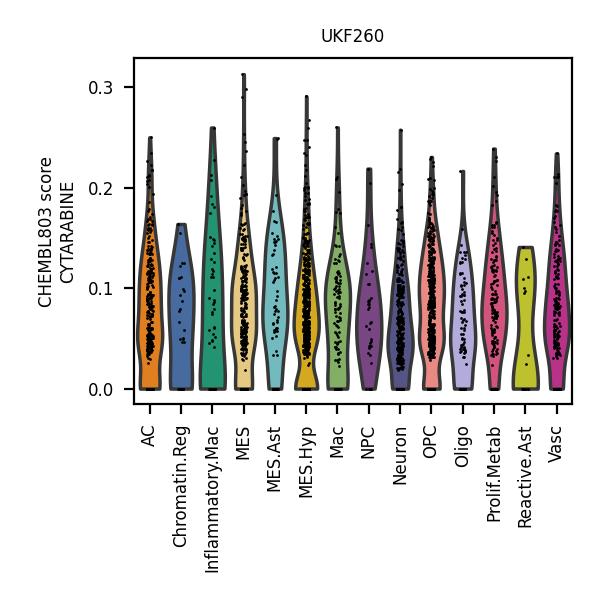 UKF260
CHEMBL803 score
CYTARABINE
0.3
0.2
0.1
0.0
AC
Chromatin.Reg
Inflammatory.Mac
MES
MES.Ast
MES.Hyp
Mac
NPC
Neuron
OPC
Oligo
Prolif.Metab
Reactive.Ast
Vasc